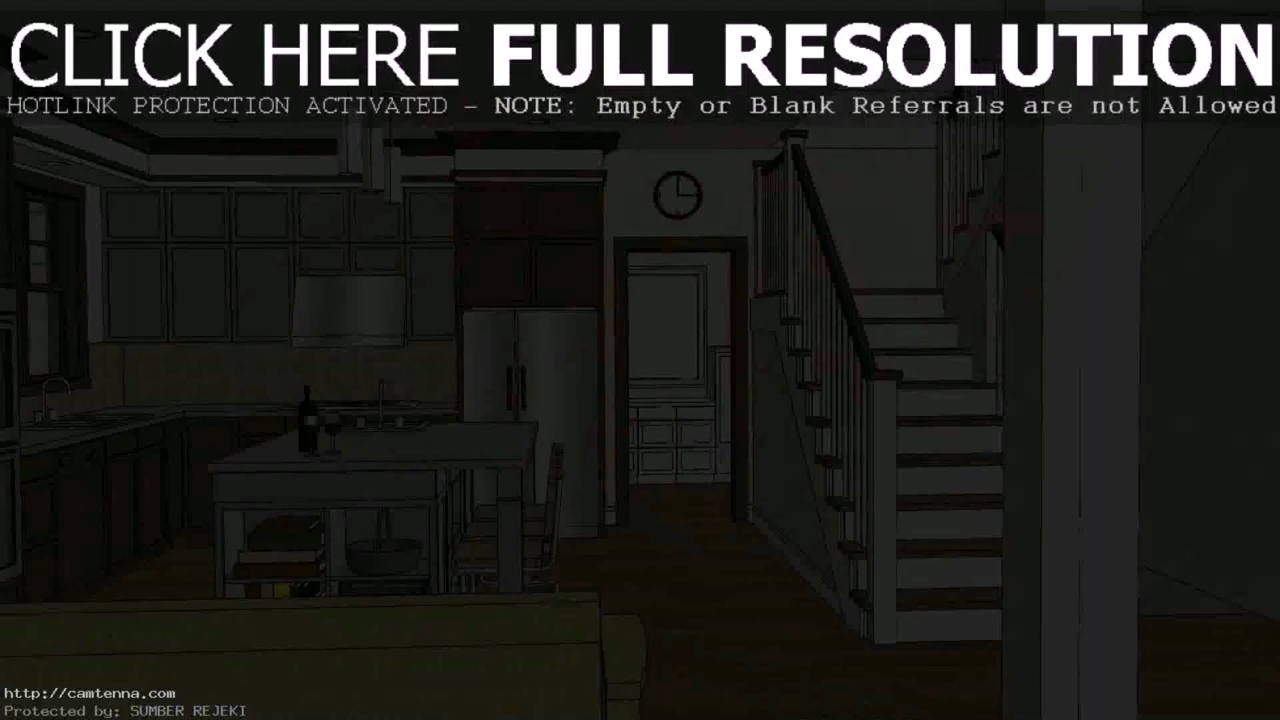 CLICK HERE FULL RESOLUTION
HOTLINK PROTECTION ACTIVATED - NOTE: Empty or Blank Referrals are not Allowed
http://camtenna.com
Protected by: SUMBER REJEKI